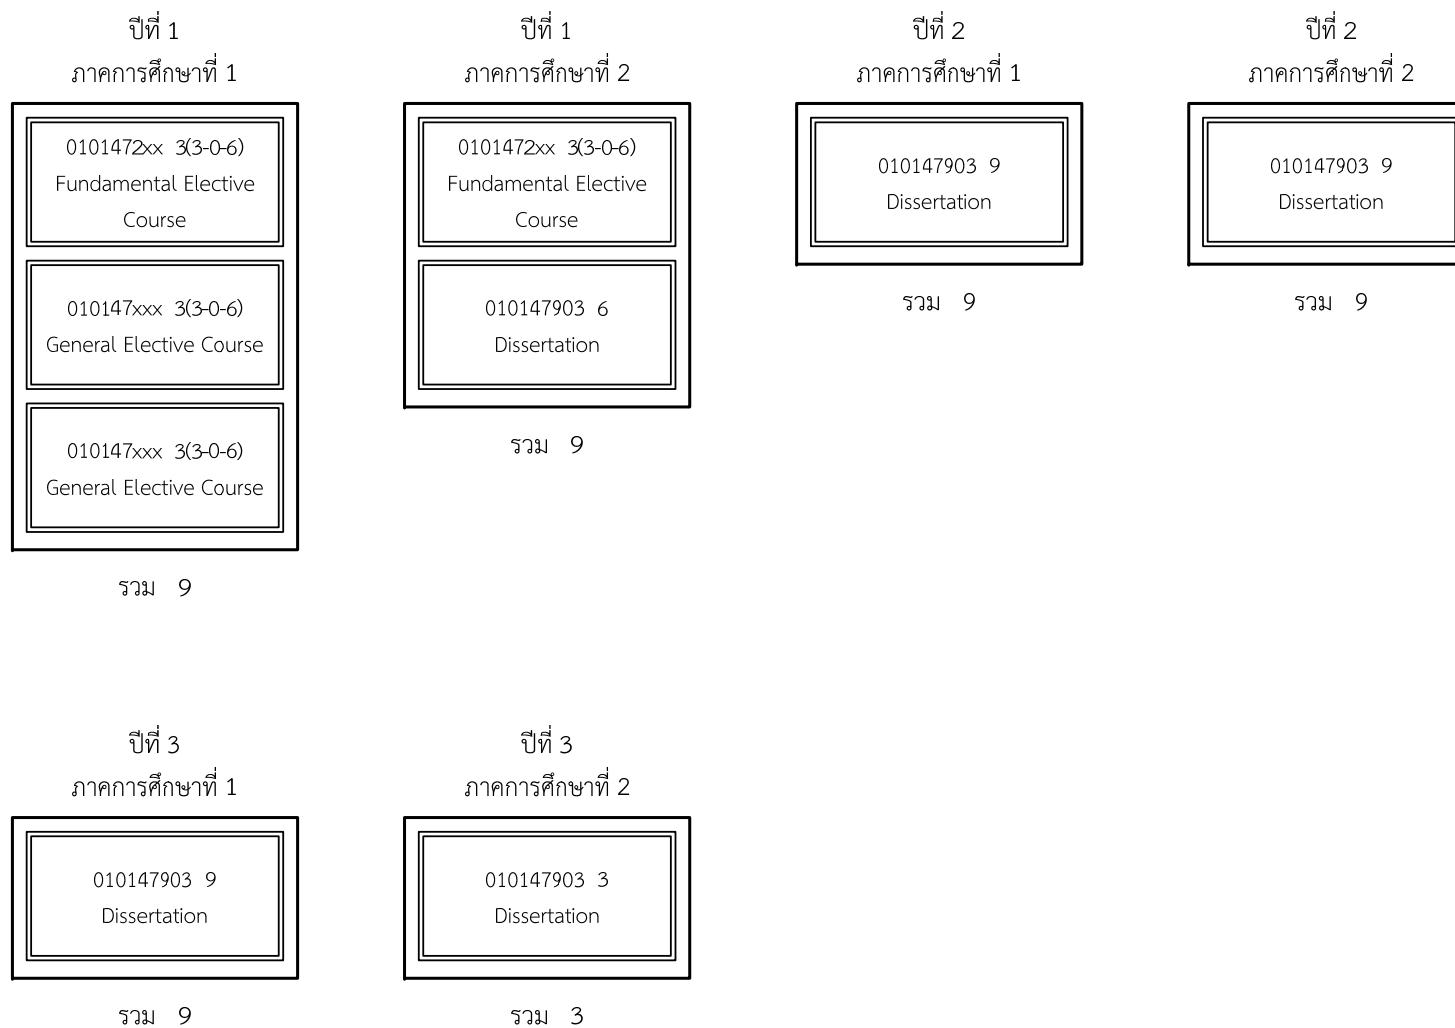 ปีที่ 1
ภาคการศึกษาที่ 1
0101472xx 3(3-0-6)
Fundamental Elective
Course
010147xxx 3(3-0-6)
General Elective Course
010147xxx 3(3-0-6)
General Elective Course
รวม 9
ปีที่ 1
ภาคการศึกษาที่ 2
0101472xx 3(3-0-6)
Fundamental Elective
Course
010147903 6
Dissertation
รวม 9
ปีที่ 2
ภาคการศึกษาที่ 1
010147903 9
Dissertation
รวม 9
ปีที่ 2
ภาคการศึกษาที่ 2
010147903 9
Dissertation
รวม 9
ปีที่ 3
ภาคการศึกษาที่ 1
010147903 9
Dissertation
รวม 9
ปีที่ 3
ภาคการศึกษาที่ 2
010147903 3
Dissertation
รวม 3